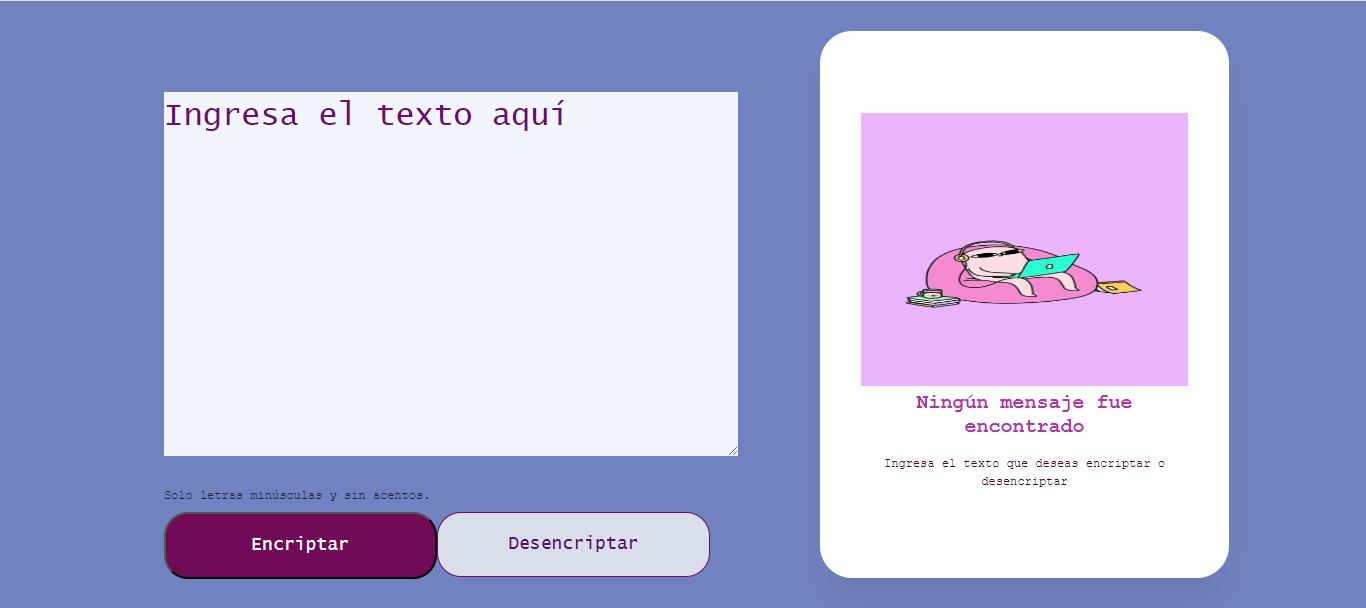 Ingresa el texto aquí
Solo letras minúsculas y sin acentos.
Encriptar
Desencriptar
Ningún mensaje fue
encontrado
Ingresa el texto que deseas encriptar o
desencriptar